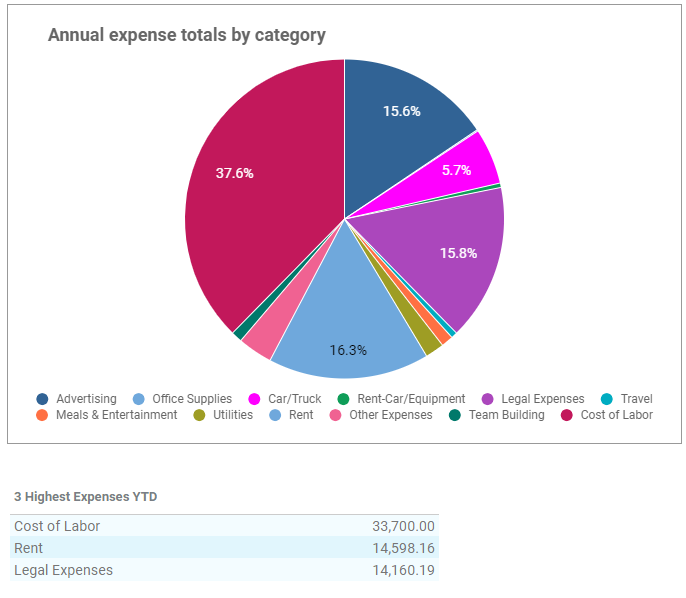 Annual expense totals by category
15.6%
37.6%
5.7%
15.8%
16.3%
Advertising Office Supplies Car/Truck Rent-Car/Equipment Legal Expenses Travel
Meals & Entertainment Utilities Rent Other Expenses Team Building Cost of Labor
3 Highest Expenses YTD
Cost of Labor 33,700.00
Rent 14,598.16
Legal Expenses 14,160.19